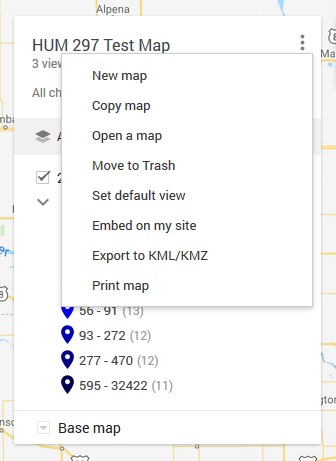 Alpena
HUM 297 Test Map
3 view
All ch
New map
Copy map
Open a map
Move to Trash
Set default view
Embed on my site
Export to KML/KMZ
Print map
A
2
56 - 91 (13)
93 - 272 (12)
277 - 470 (12)
595 - 32422 (11)
Base map
8
8